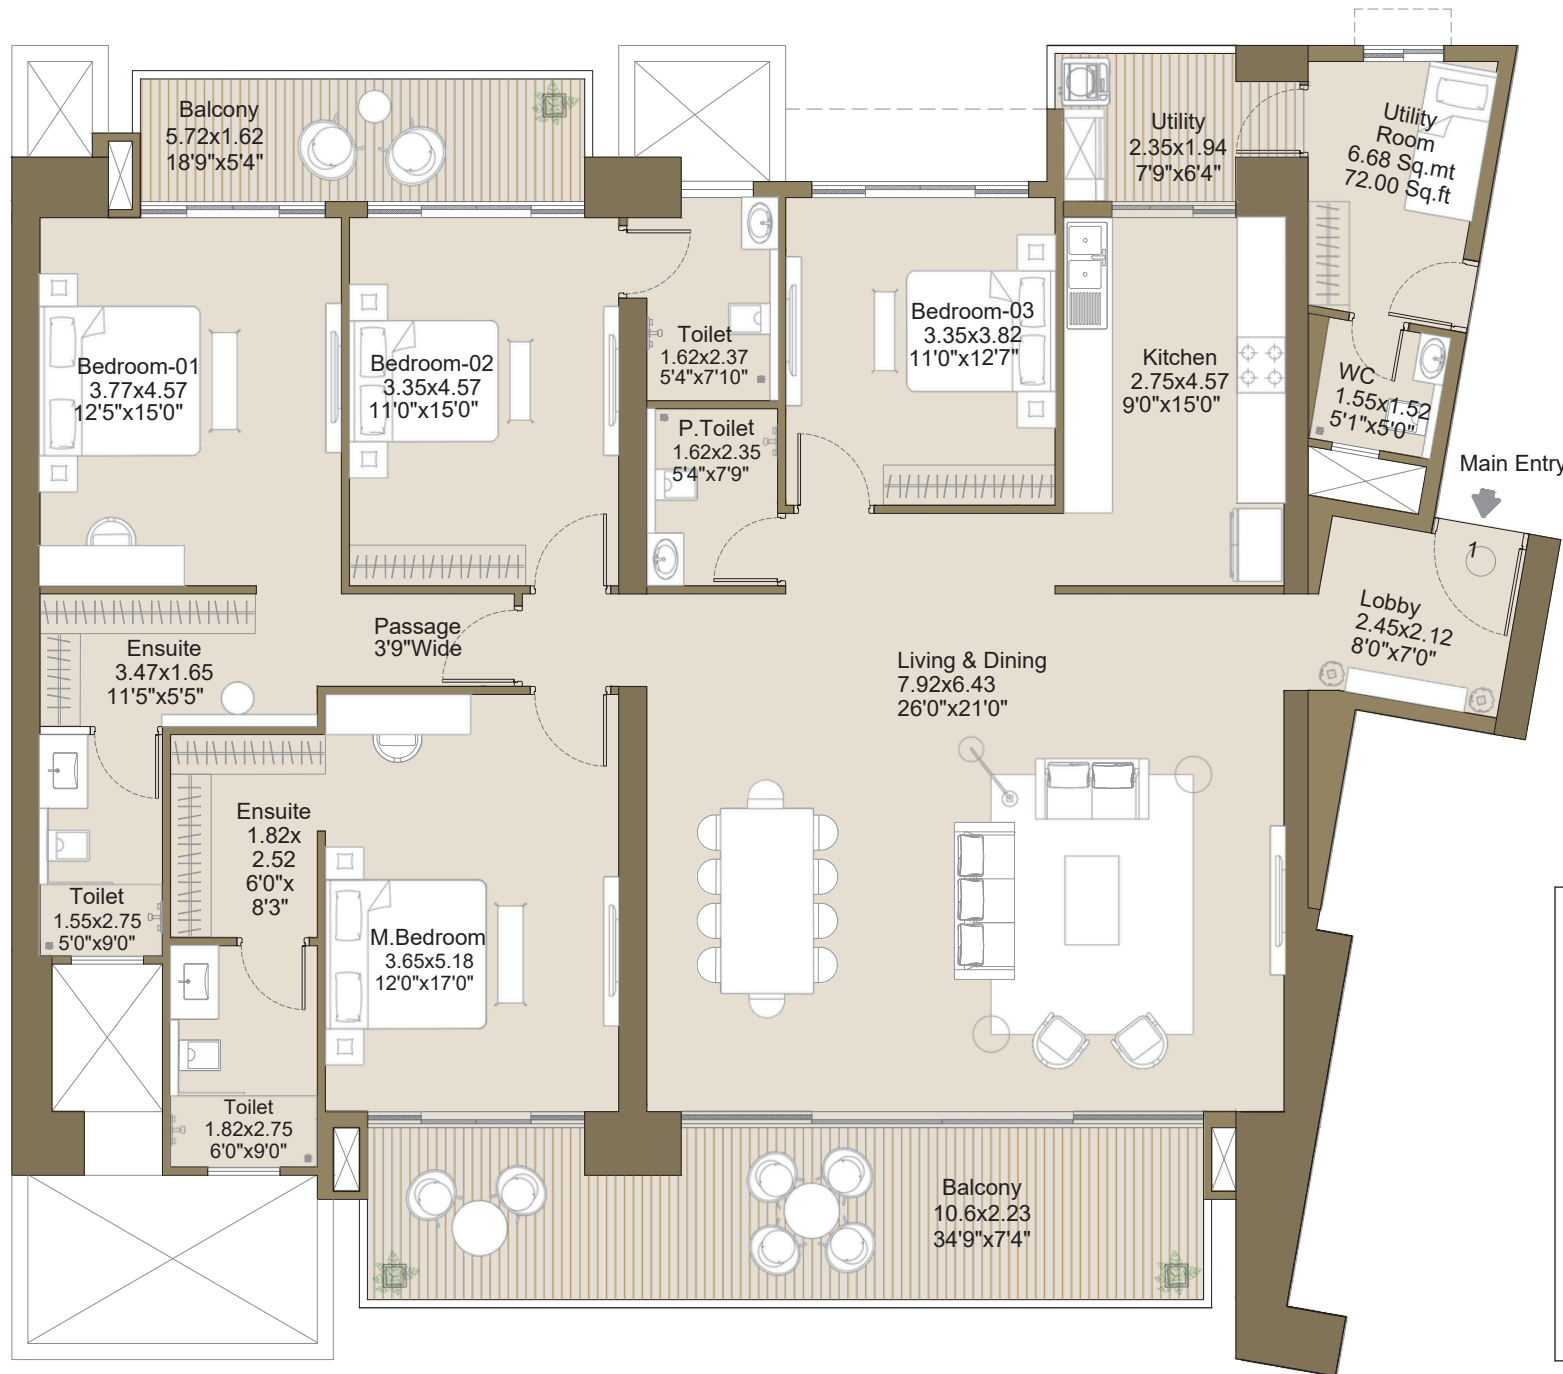 Balcony
5.72x1.62
18'9"x5'4"
Utility
2.35x1.94
7'9"x6'4"
Utility
Room
6.68 Sq.mt
72.00 Sq.ft
Bedroom-01
3.77x4.57
12'5"x15'0"
Bedroom-02
3.35x4.57
11'0"x15'0"
Toilet
1.62x2.37
5'4"x7'10"
Bedroom-03
3.35x3.82
11'0"x12'7"
Kitchen
2.75x4.57
9'0"x15'0"
WC
1.55x1.52
5'1"x5'0"
P.Toilet
1.62x2.35
5'4"x7'9"
Main Entry
1
Lobby
2.45x2.12
8'0"x7'0"
Passage
3'9"Wide
Ensuite
3.47x1.65
11'5"x5'5"
Living & Dining
7.92x6.43
26'0"x21'0"
Ensuite
1.82x
2.52
6'0"x
8'3"
Toilet
1.55x2.75
5'0"x9'0"
M.Bedroom
3.65x5.18
12'0"x17'0"
Toilet
1.82x2.75
6'0"x9'0"
Balcony
10.6x2.23
34'9"x7'4"